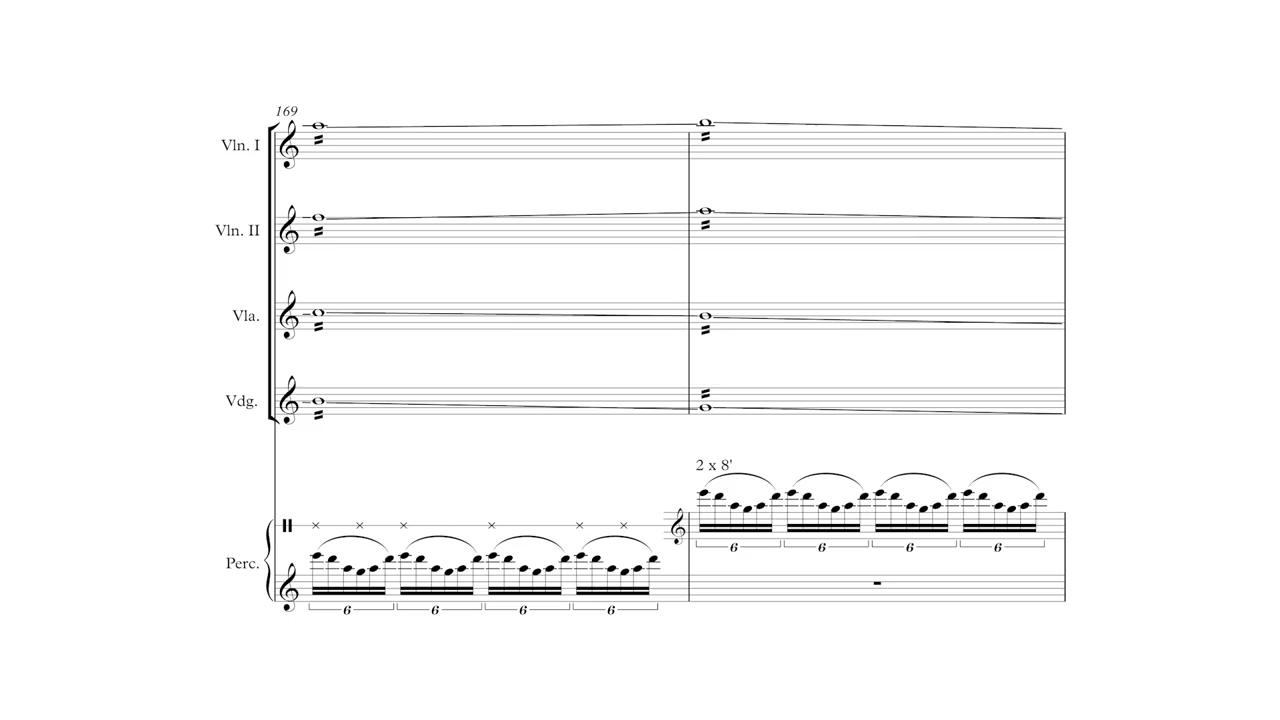 169
Vln. I
Vln. II
Vla.
Vdg.
2 x 8'
6 6 6 6
Perc.
6 6 6 6